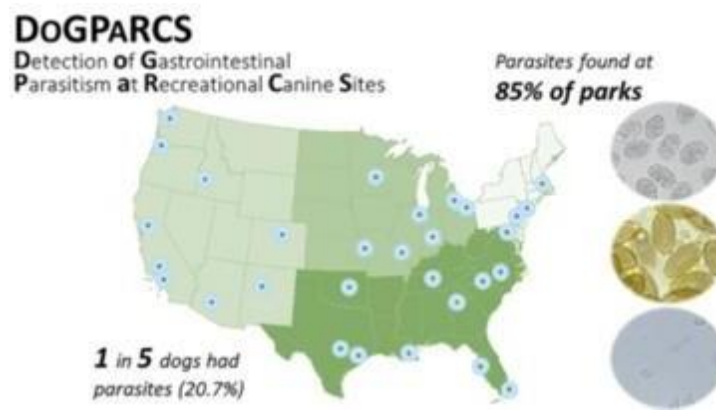 DOGPARCS
Detection of Gastrointestinal
Parasitism at Recreational Canine Sites
Parasites found at
85% of parks
1 in 5 dogs had
parasites (20.7%)